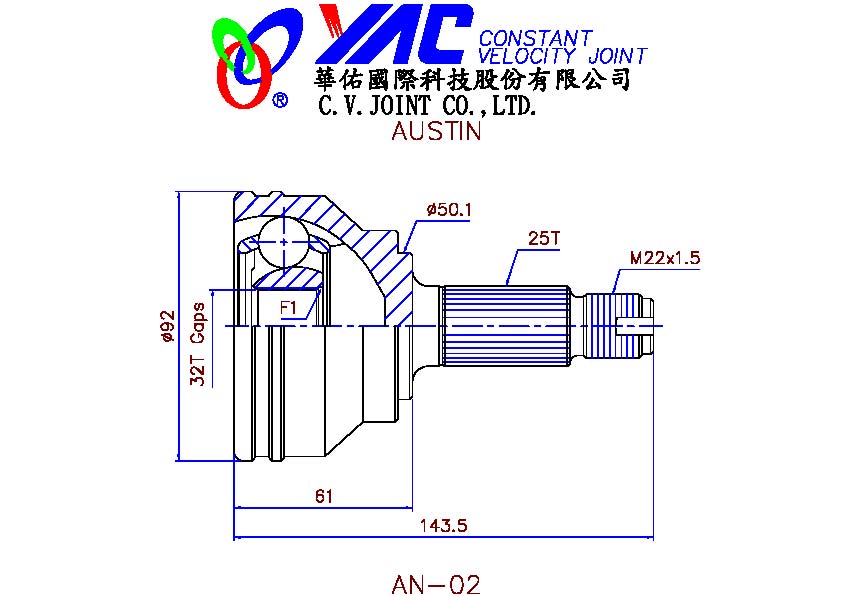 YAC CONSTANT
VELOCITY JOINT
®
華佑國際科技股份有限公司
C.V.JOINT CO.,LTD.
AUSTIN
ø50.1
25T
M22x1.5
F1
ø92
32T Gaps
61
143.5
AN-02